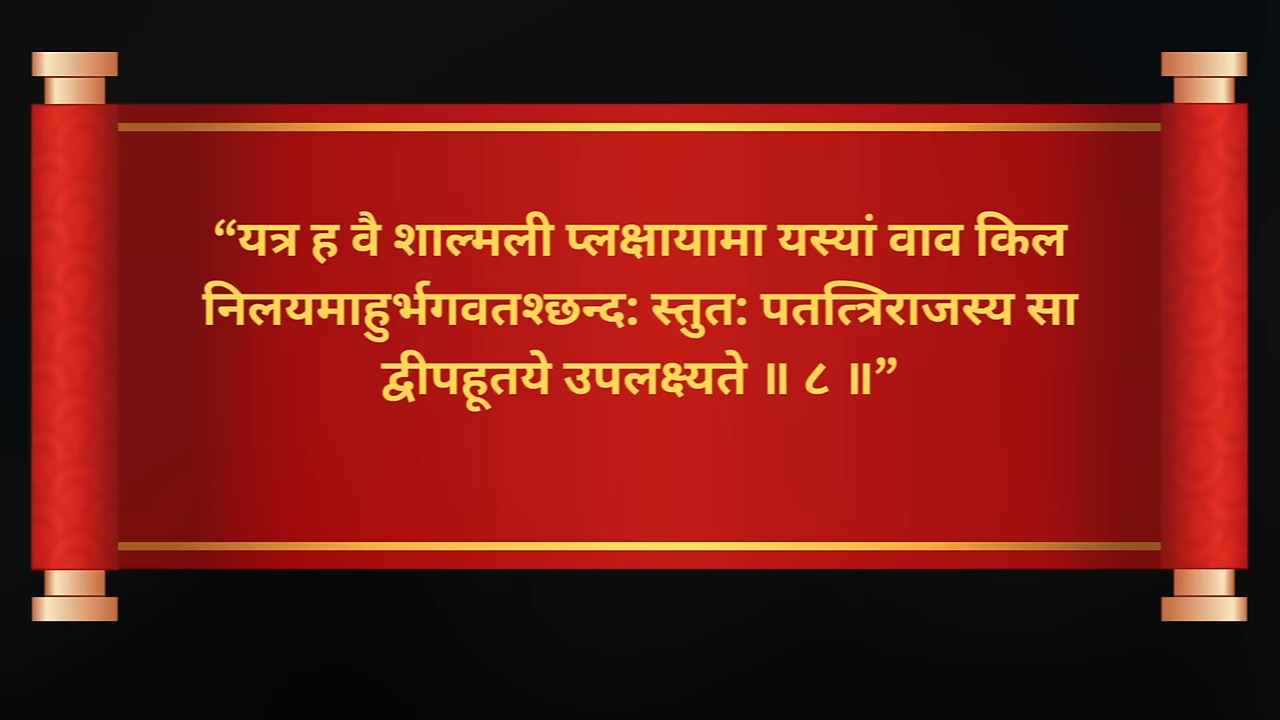 “यत्र ह वै शाल्मली प्लक्षायामा यस्यां वाव किल
निलयमाहुर्भगवतश्छन्द: स्तुत: पतत्त्रिराजस्य सा
द्वीपहूतये उपलक्ष्यते ॥ ८ ॥”